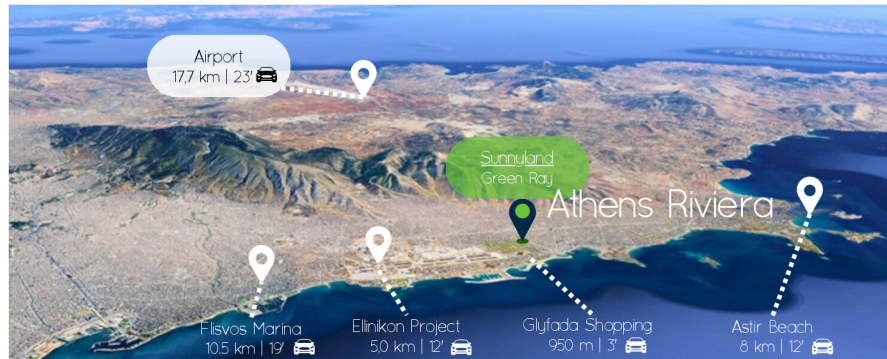 Airport
17,7 km | 23'
Sunnyland
Green Ray
Athens Riviera
Flisvos Marina
10.5 km | 19'
Ellinikon Project
5,0 km | 12'
Glyfada Shopping
950 m | 3'
Astir Beach
8 km | 12'